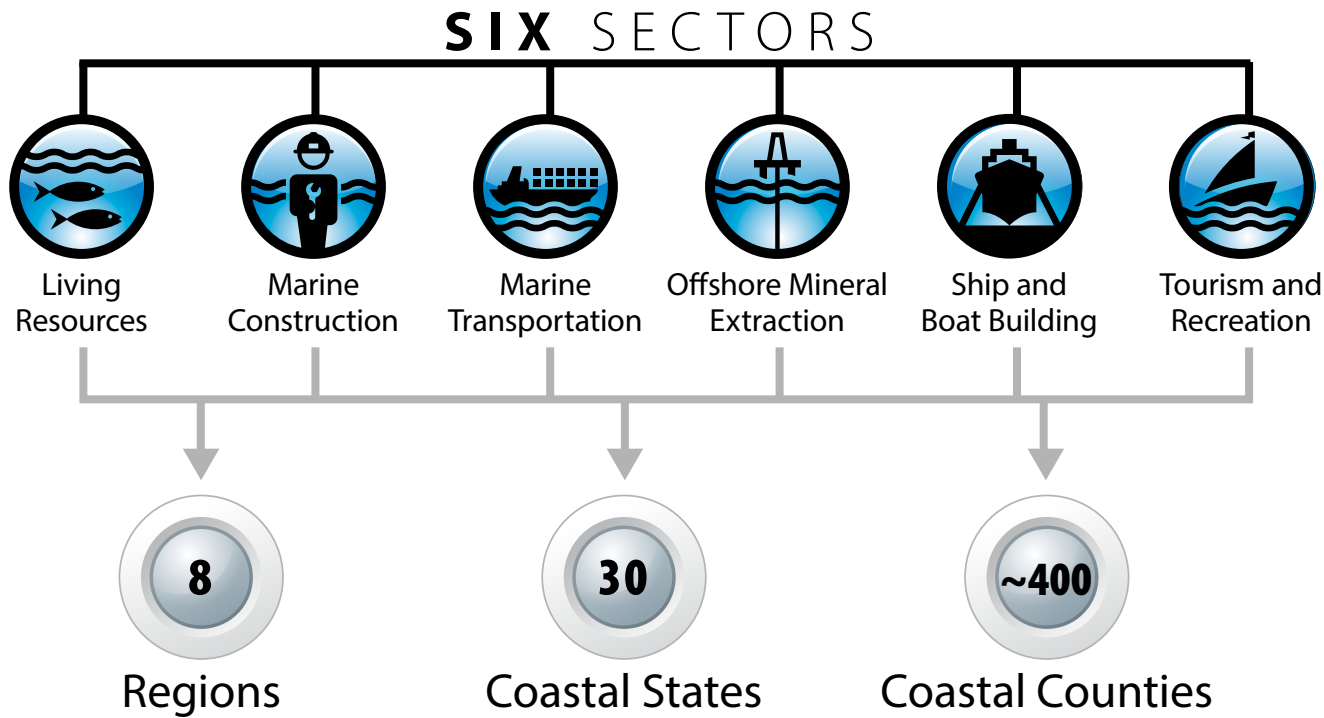 SIX SECTORS
Living
Resources
Marine
Construction
Marine
Transportation
Offshore Mineral
Extraction
Ship and
Boat Building
Tourism and
Recreation
8
Regions
30
Coastal States
~400
Coastal Counties